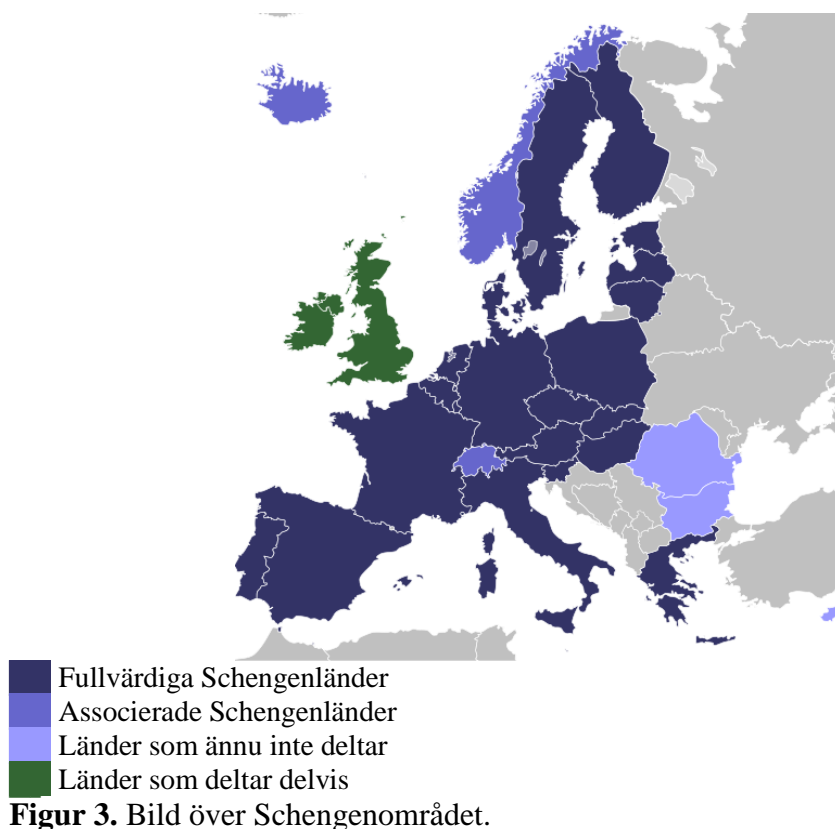 Fullvärdiga Schengenländer
Associerade Schengenländer
Länder som ännu inte deltar
Länder som deltar delvis
Figur 3. Bild över Schengenområdet.